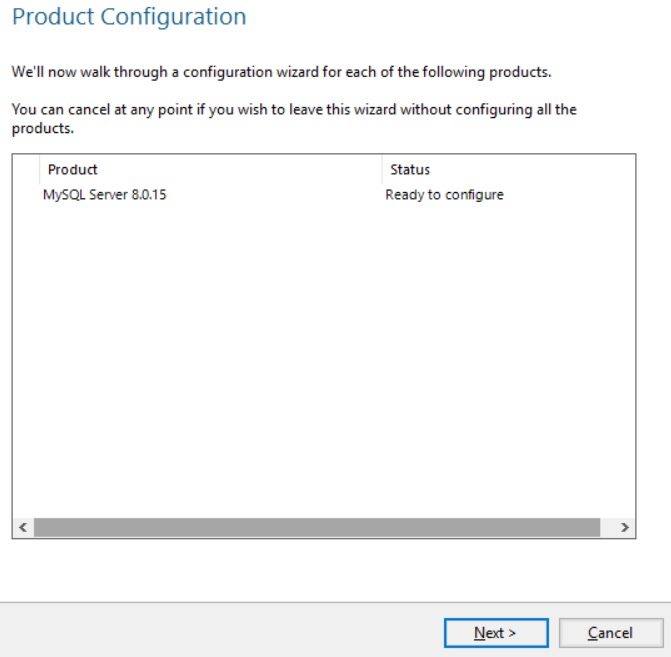 Product Configuration
We'll now walk through a configuration wizard for each of the following products.
You can cancel at any point if you wish to leave this wizard without configuring all the
products.
Product Status
MySQL Server 8.0.15 Ready to configure
Next > Cancel